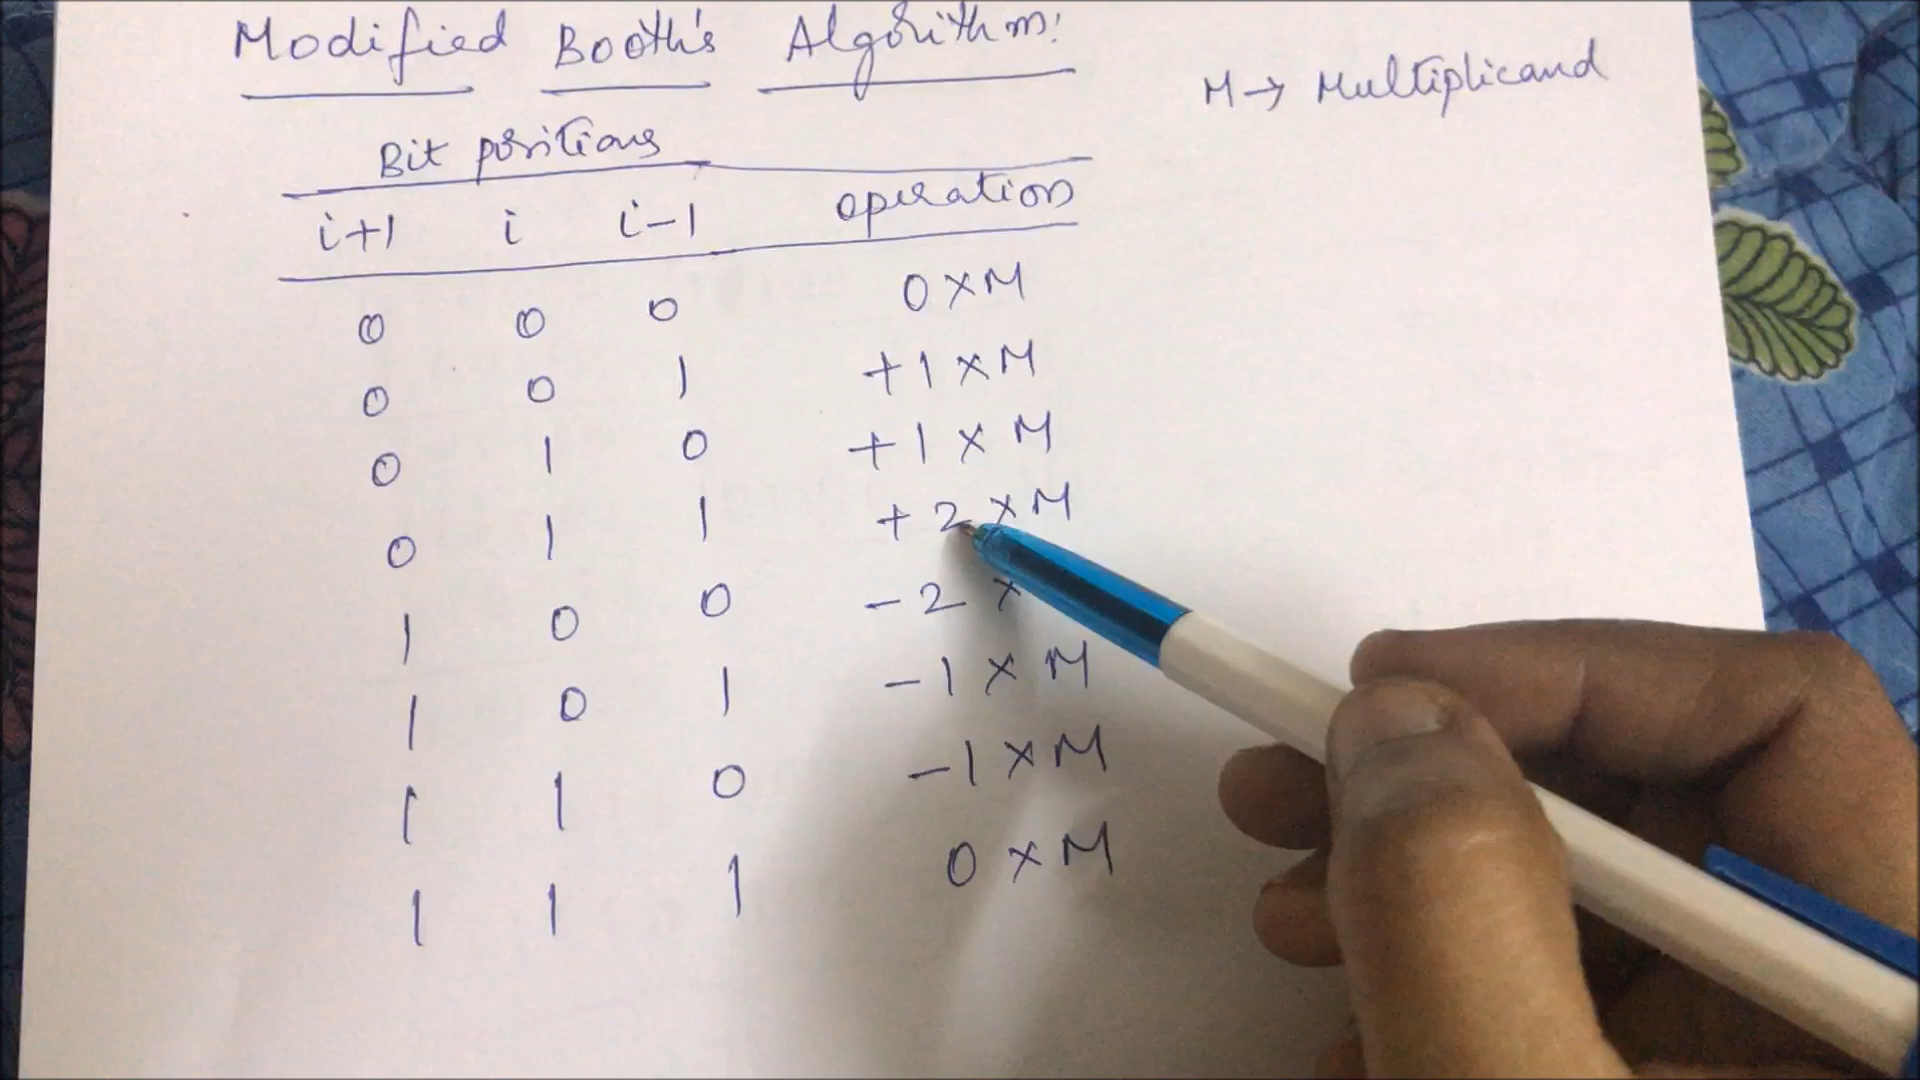 Modified Booth's Algorithm:
M → Multiplicand
Bit positions
i+1 i i-1 operation
0 0 0 0 × M
0 0 1 +1 × M
0 1 0 +1 × M
0 1 1 +2 × M
1 0 0 -2 ×
1 0 1 -1 × M
1 1 0 -1 × M
1 1 1 0 × M